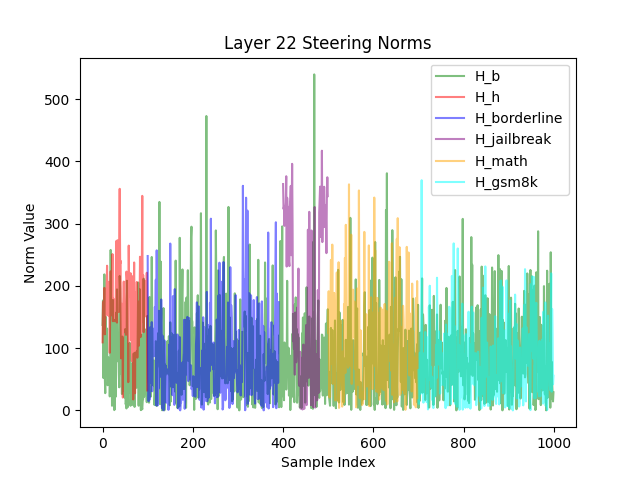 Layer 22 Steering Norms
H_b
H_h
H_borderline
H_jailbreak
H_math
H_gsm8k
500
400
300
200
100
0
Norm Value
0 200 400 600 800 1000
Sample Index